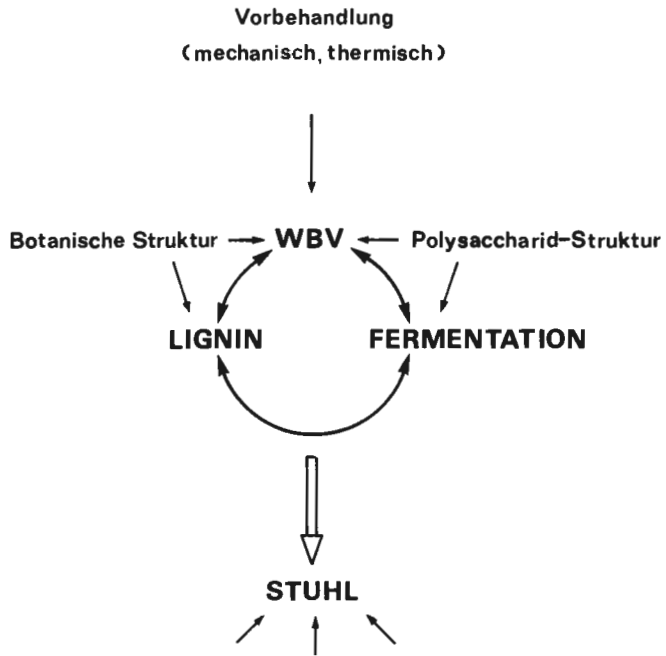 Vorbehandlung
(mechanisch, thermisch)
Botanische Struktur
WBV
Polysaccharid-Struktur
LIGNIN
FERMENTATION
STUHL